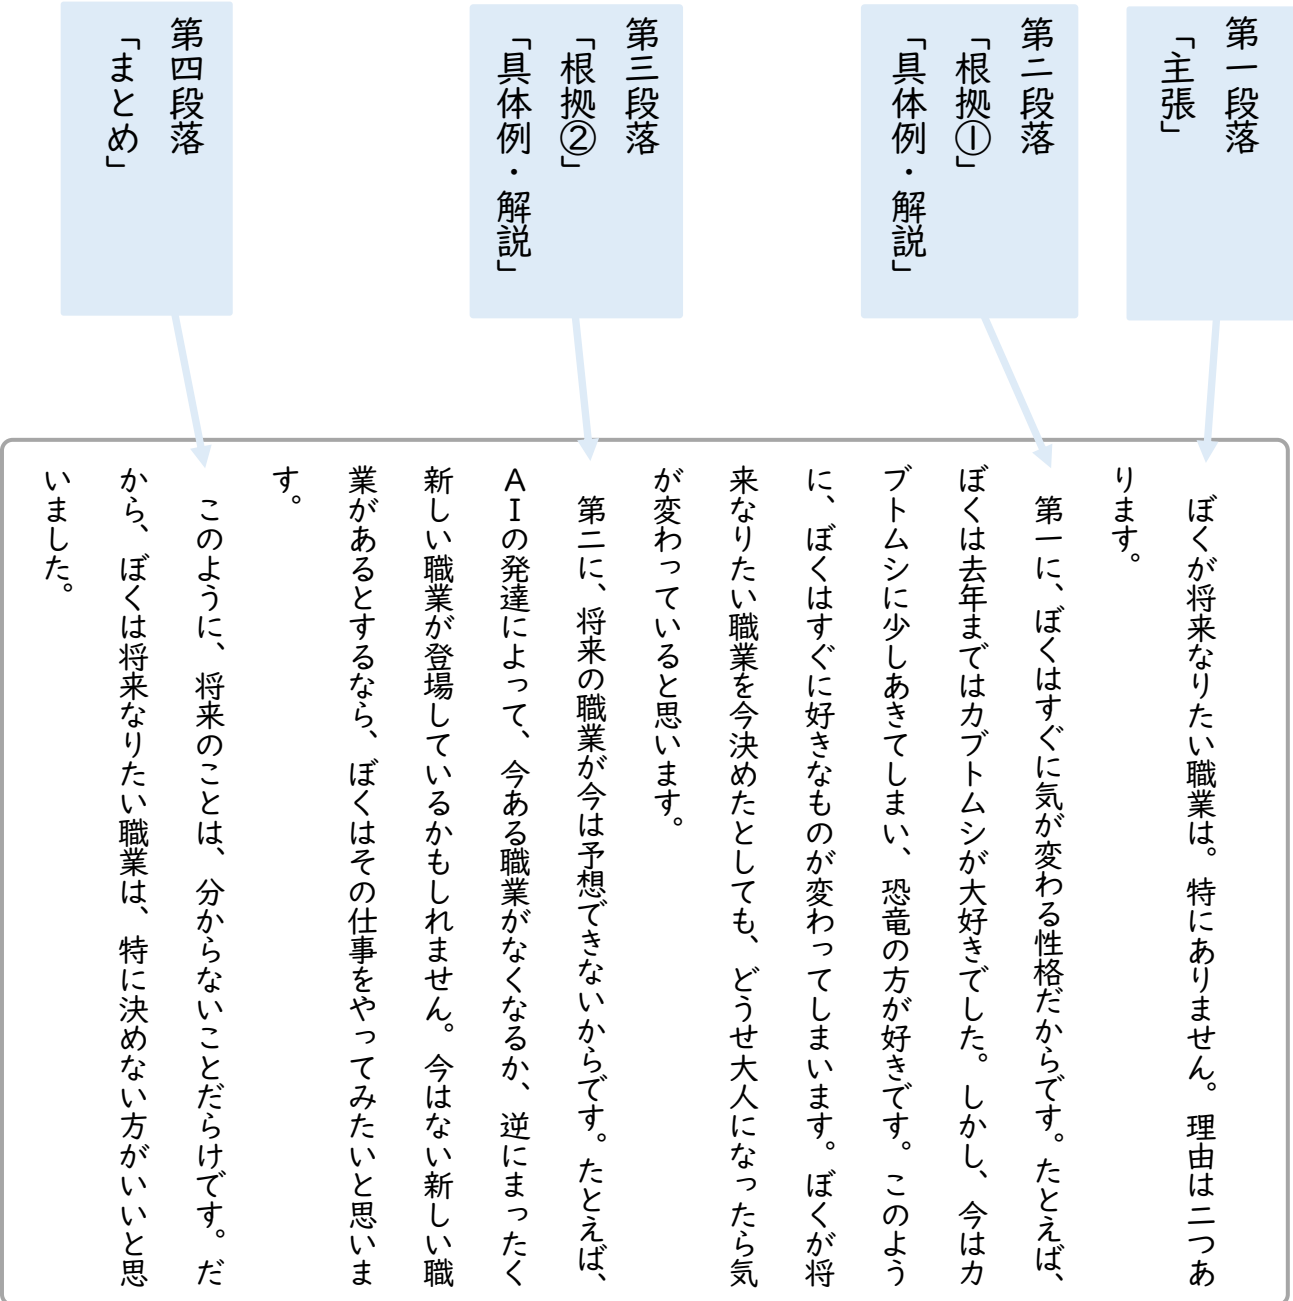 第一段落
「主張」
第二段落
「根拠①」
「具体例・解説」
第三段落
「根拠②」
「具体例・解説」
第四段落
「まとめ」
ぼくが将来なりたい職業は。特にありません。理由は二つあ
ります。
第一に、ぼくはすぐに気が変わる性格だからです。たとえば、
ぼくは去年まではカブトムシが大好きでした。しかし、今はカ
ブトムシに少しあきてしまい、恐竜の方が好きです。このよう
に、ぼくはすぐに好きなものが変わってしまいます。ぼくが将
来なりたい職業を今決めたとしても、どうせ大人になったら気
が変わっていると思います。
第二に、将来の職業が今は予想できないからです。たとえば、
AIの発達によって、今ある職業がなくなるか、逆にまったく
新しい職業が登場しているかもしれません。今はない新しい職
業があるとするなら、ぼくはその仕事をやってみたいと思いま
す。
このように、将来のことは、分からないことだらけです。だ
から、ぼくは将来なりたい職業は、特に決めない方がいいと思
いました。